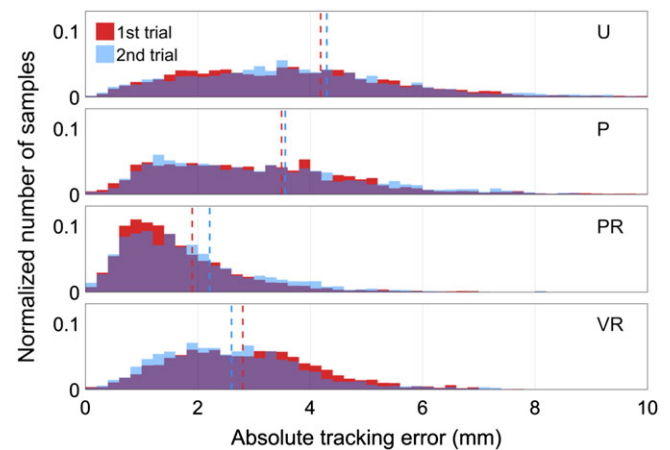 Normalized number of samples
0.1
1st trial
2nd trial
U
0
0.1
P
0
0.1
PR
0
0.1
VR
0
0 2 4 6 8 10
Absolute tracking error (mm)